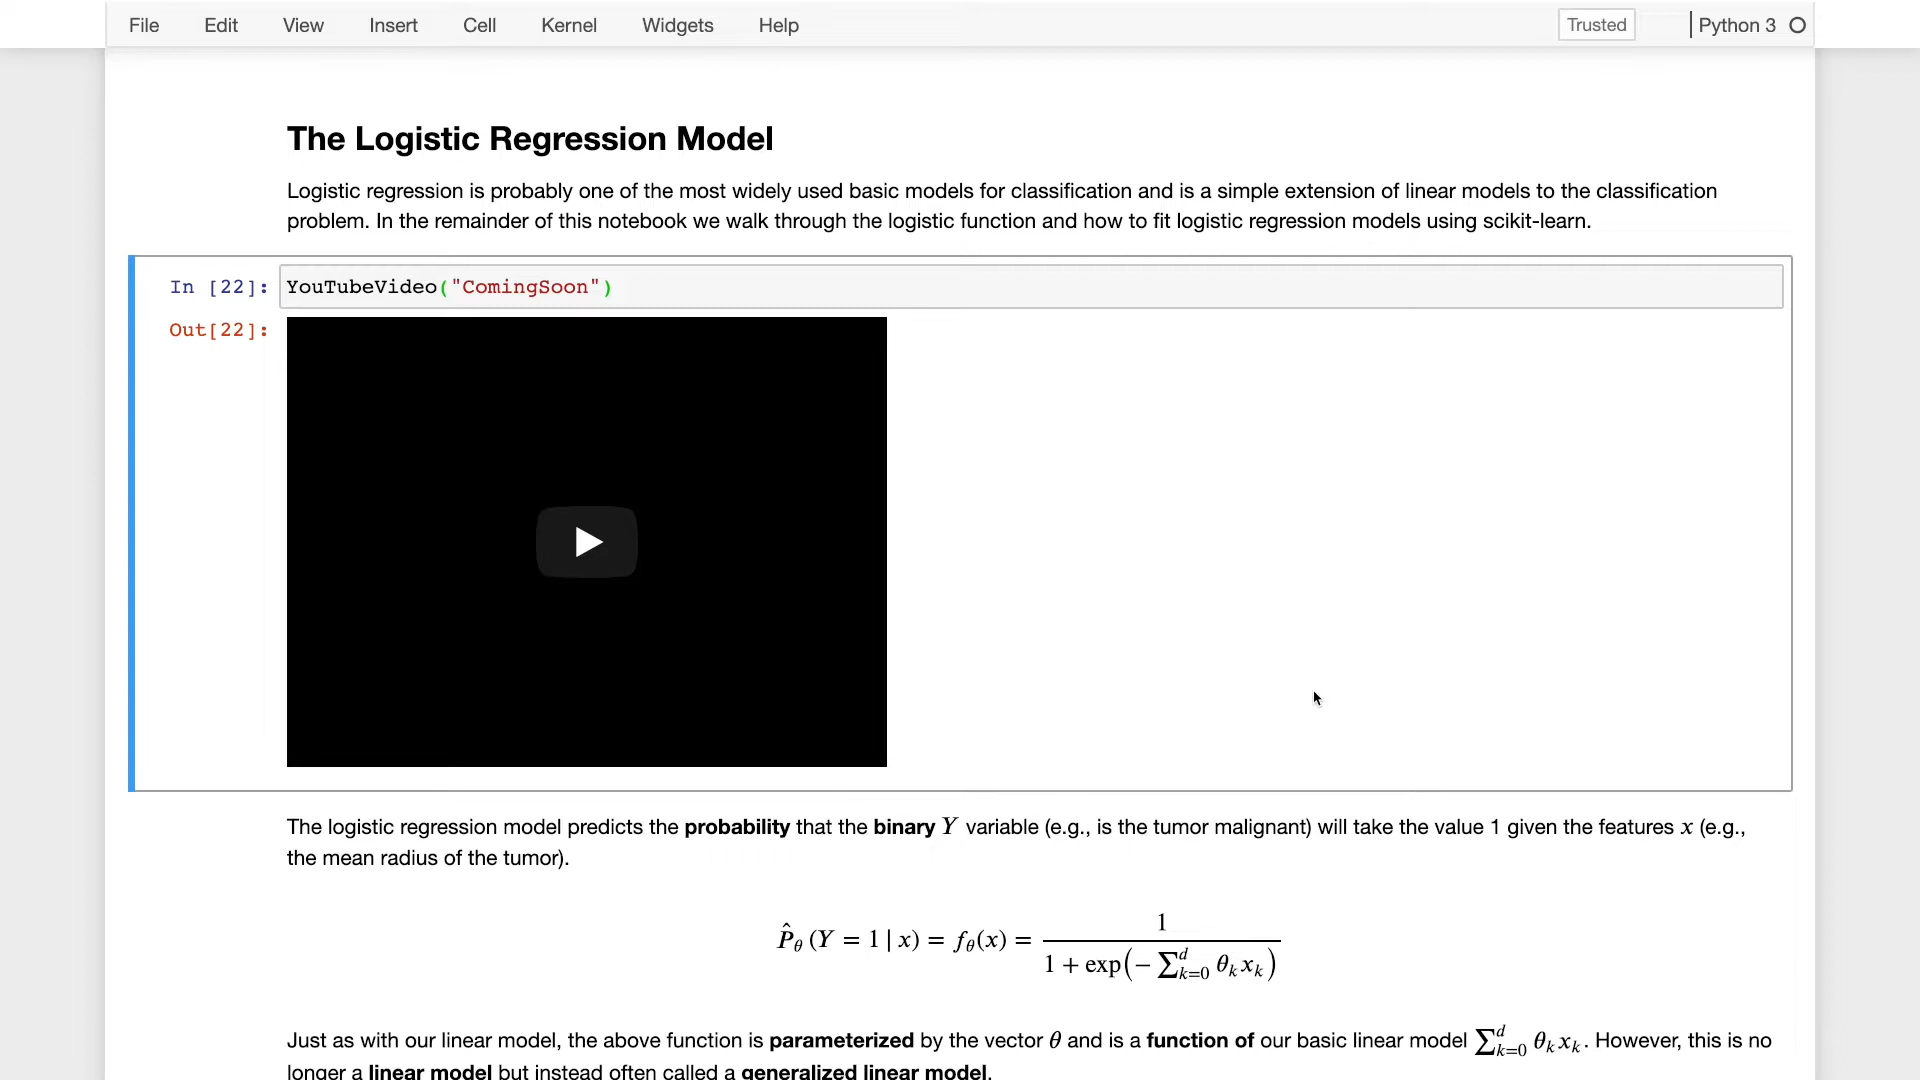 File Edit View Insert Cell Kernel Widgets Help Trusted Python 3
The Logistic Regression Model
Logistic regression is probably one of the most widely used basic models for classification and is a simple extension of linear models to the classification
problem. In the remainder of this notebook we walk through the logistic function and how to fit logistic regression models using scikit-learn.
In [22]: YouTubeVideo("ComingSoon")
Out[22]:
The logistic regression model predicts the probability that the binary Y variable (e.g., is the tumor malignant) will take the value 1 given the features x (e.g.,
the mean radius of the tumor).
P̂_θ (Y = 1 | x) = f_θ(x) = 1 / (1 + exp(− ∑_{k=0}^d θ_k x_k))
Just as with our linear model, the above function is parameterized by the vector θ and is a function of our basic linear model ∑_{k=0}^d θ_k x_k. However, this is no
longer a linear model but instead often called a generalized linear model.